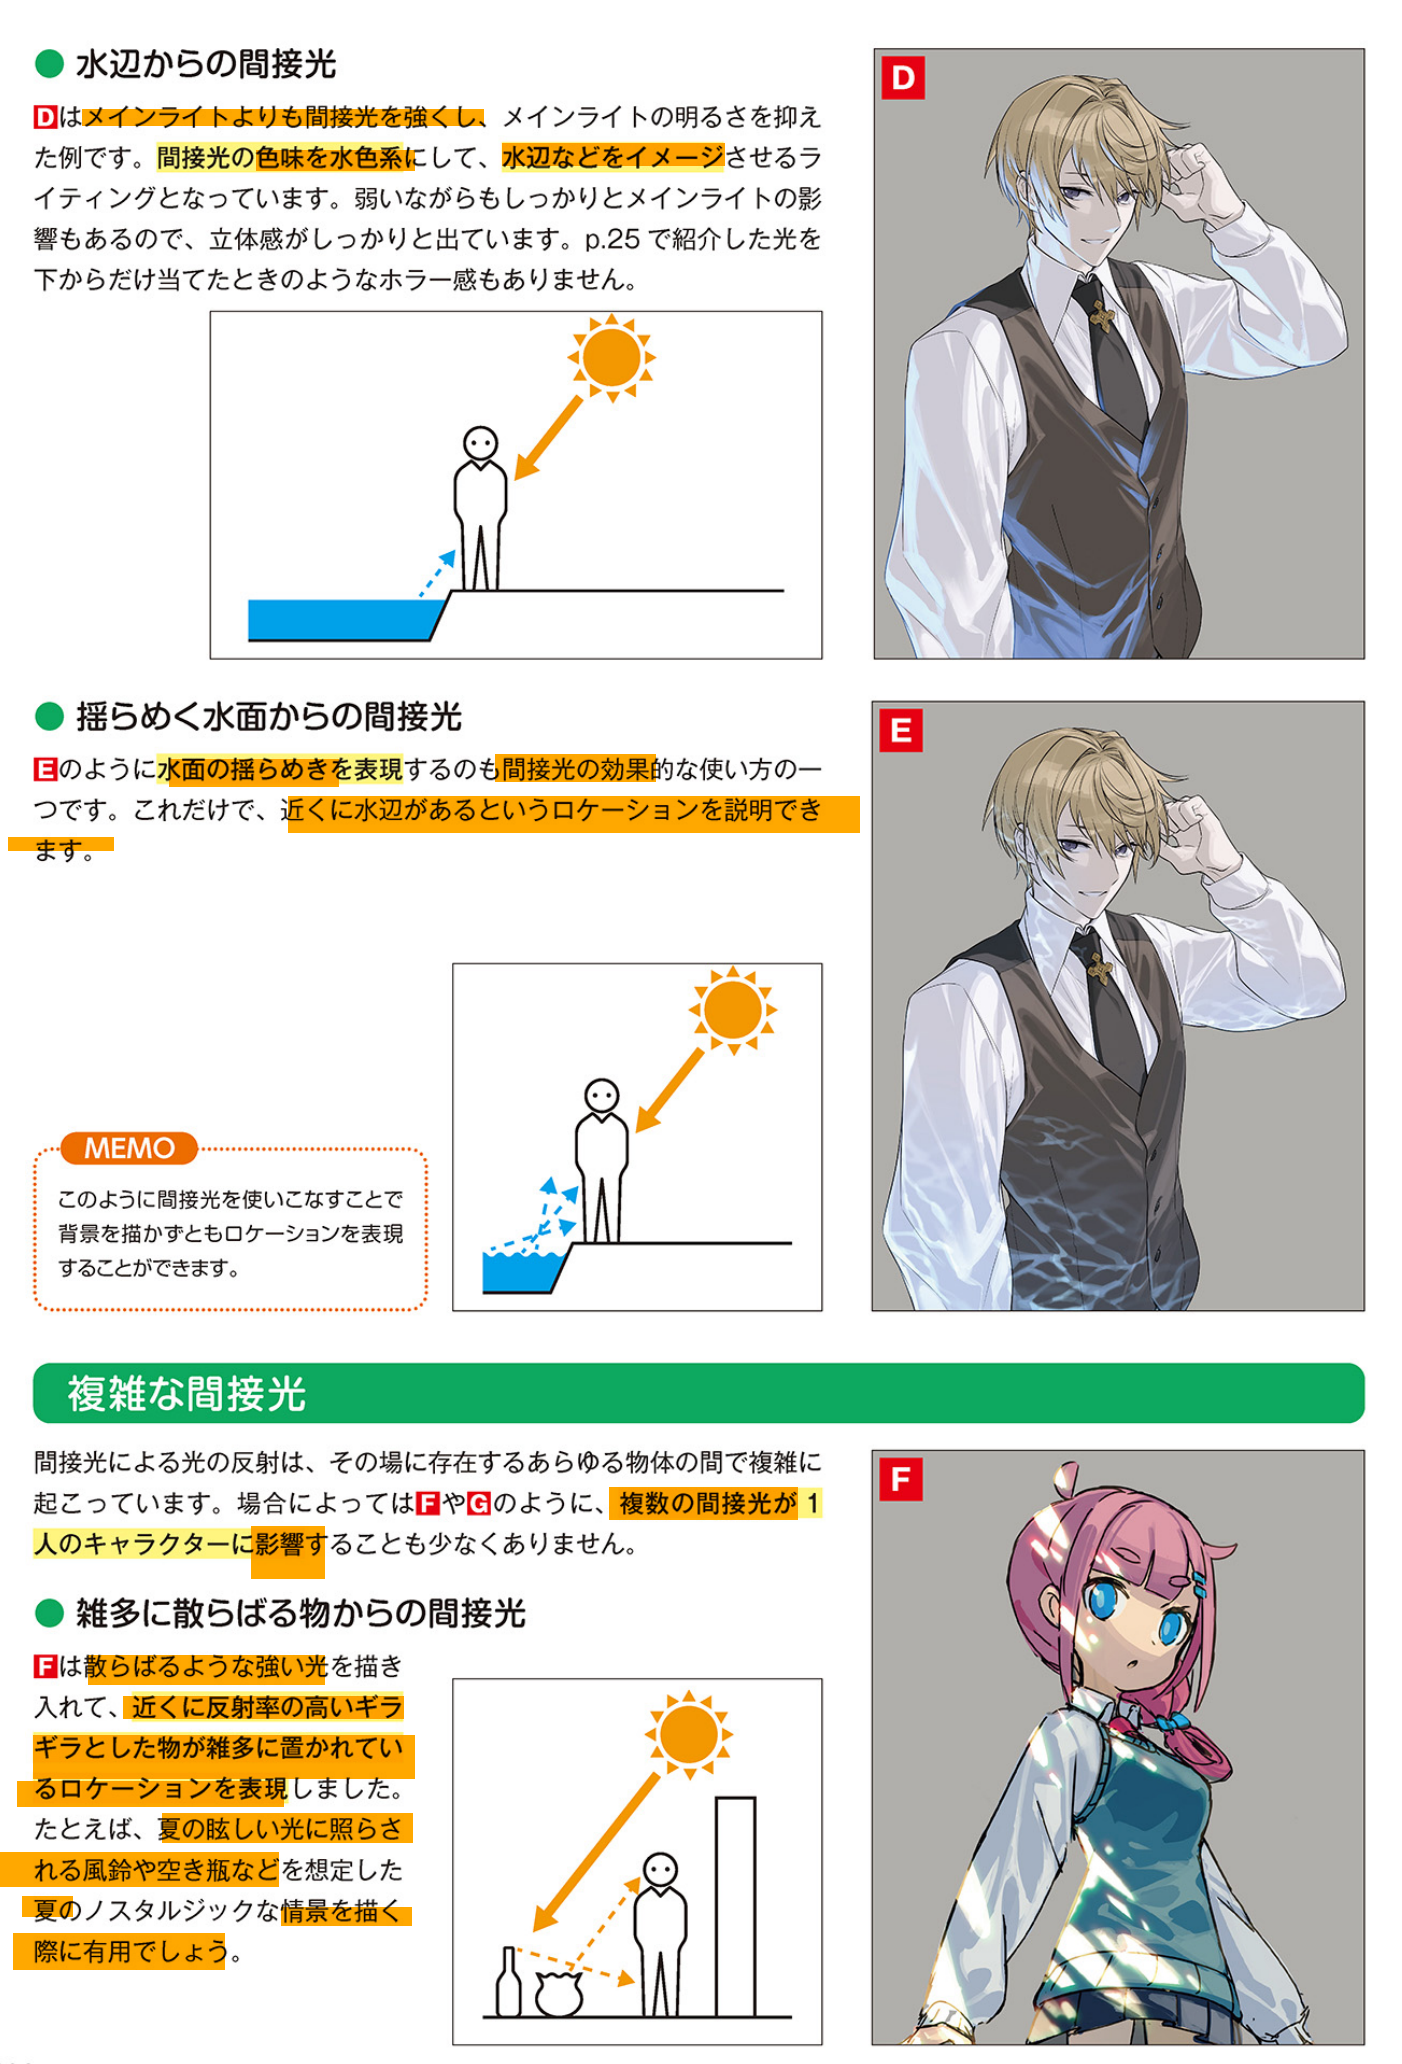 水辺からの間接光
Dはメインライトよりも間接光を強くし、メインライトの明るさを抑え
た例です。間接光の色味を水色系にして、水辺などをイメージさせるラ
イティングとなっています。弱いながらもしっかりとメインライトの影
響もあるので、立体感がしっかりと出ています。p.25で紹介した光を
下からだけ当てたときのようなホラー感もありません。
D
揺らめく水面からの間接光
Eのように水面の揺らめきを表現するのも間接光の効果的な使い方の一
つです。これだけで、近くに水辺があるというロケーションを説明でき
ます。
E
MEMO
このように間接光を使いこなすことで
背景を描かずともロケーションを表現
することができます。
複雑な間接光
間接光による光の反射は、その場に存在するあらゆる物体の間で複雑に
起こっています。場合によってはFやGのように、複数の間接光が1
人のキャラクターに影響することも少なくありません。
雑多に散らばる物からの間接光
Fは散らばるような強い光を描き
入れて、近くに反射率の高いギラ
ギラとした物が雑多に置かれてい
るロケーションを表現しました。
たとえば、夏の眩しい光に照らさ
れる風鈴や空き瓶などを想定した
夏のノスタルジックな情景を描く
際に有用でしょう。
F